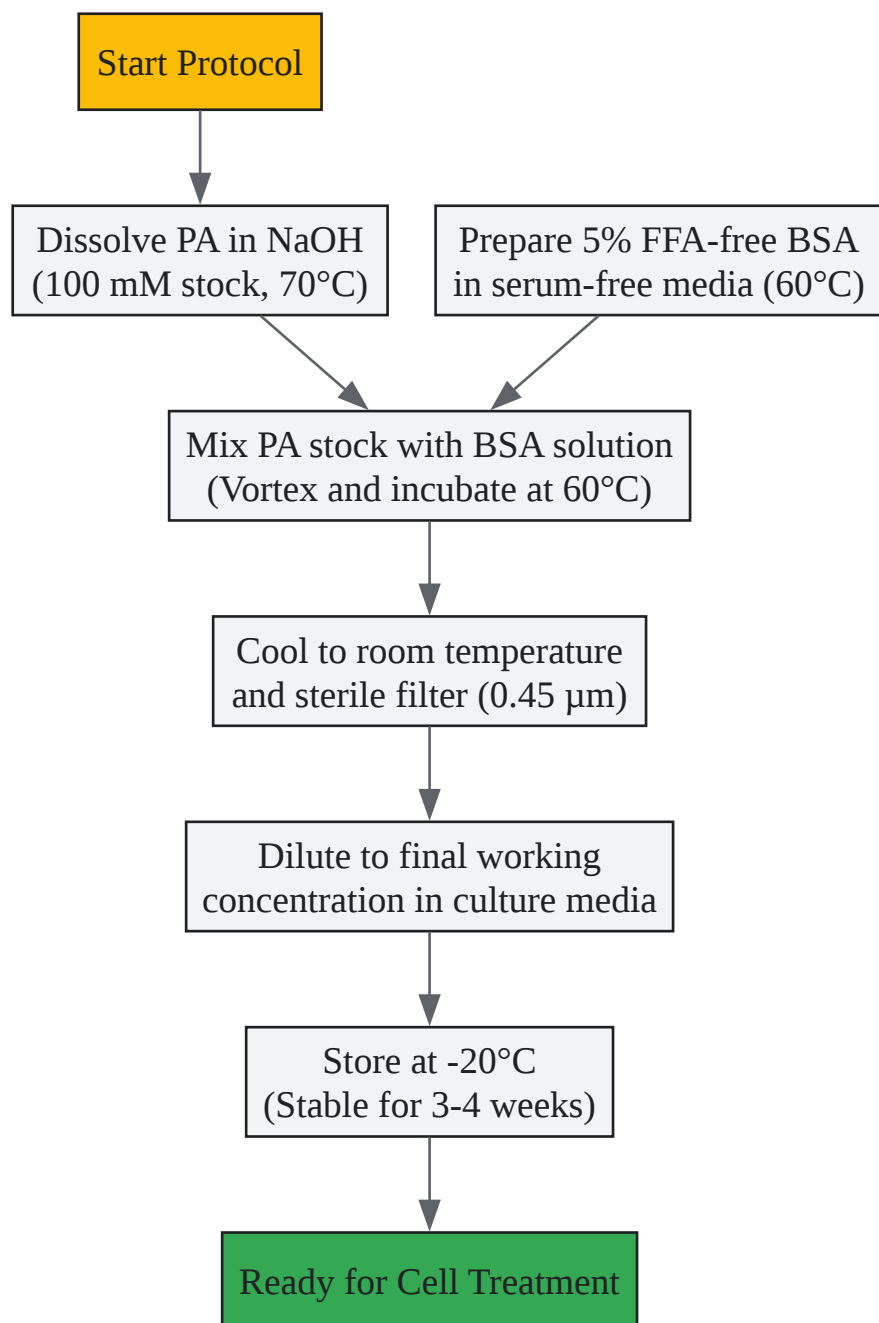 Start Protocol
Dissolve PA in NaOH
(100 mM stock, 70°C)
Prepare 5% FFA-free BSA
in serum-free media (60°C)
Mix PA stock with BSA solution
(Vortex and incubate at 60°C)
Cool to room temperature
and sterile filter (0.45 µm)
Dilute to final working
concentration in culture media
Store at -20°C
(Stable for 3-4 weeks)
Ready for Cell Treatment